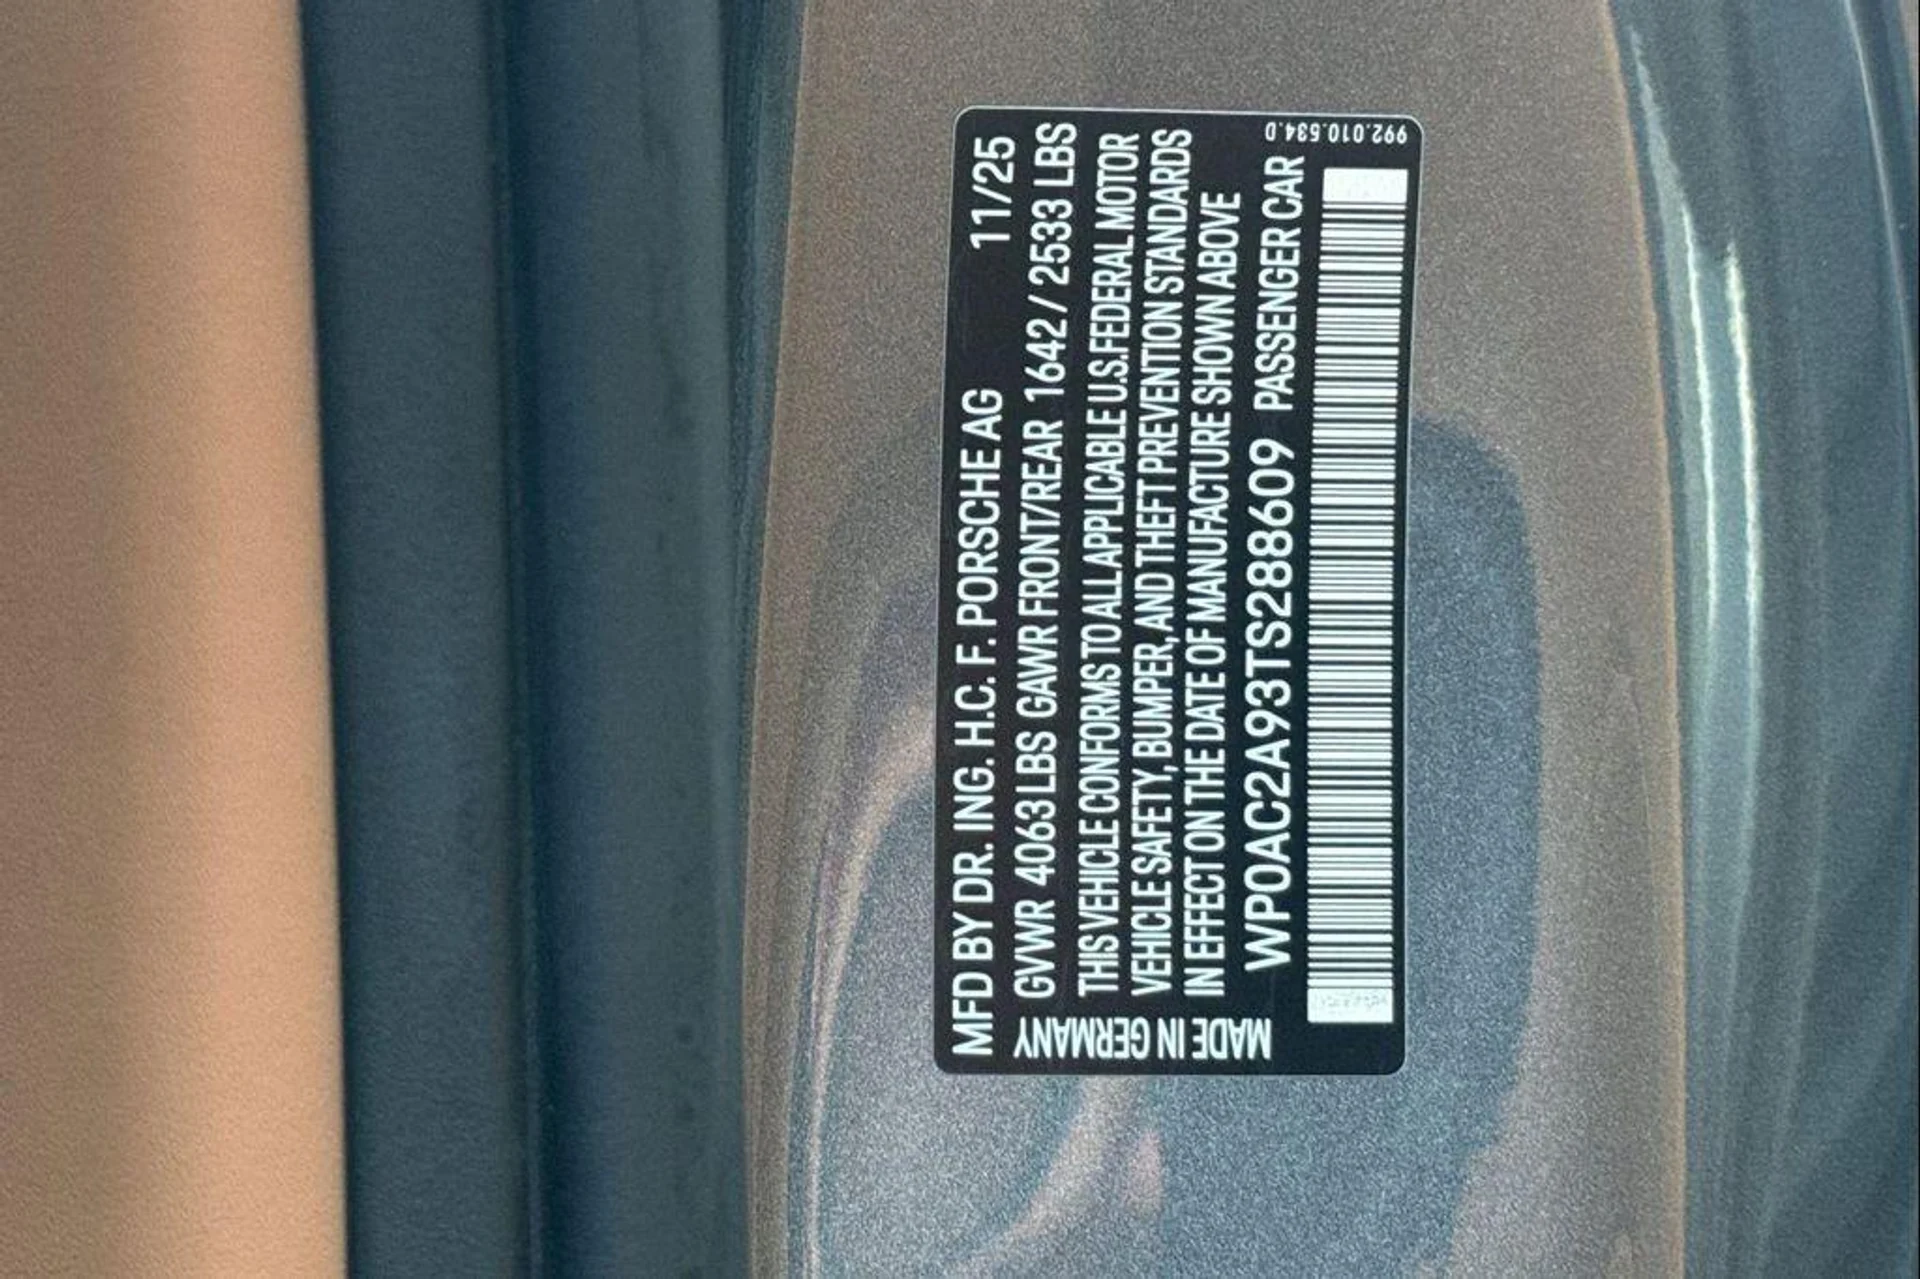 MFD BY DR. ING. H.C. F. PORSCHE AG 11/25
GVWR 4063 LBS GAWR FRONT/REAR 1642 / 2533 LBS
THIS VEHICLE CONFORMS TO ALL APPLICABLE U.S. FEDERAL MOTOR
VEHICLE SAFETY, BUMPER, AND THEFT PREVENTION STANDARDS
IN EFFECT ON THE DATE OF MANUFACTURE SHOWN ABOVE
WP0AC2A93TS288609 PASSENGER CAR
MADE IN GERMANY
992.010.534.D